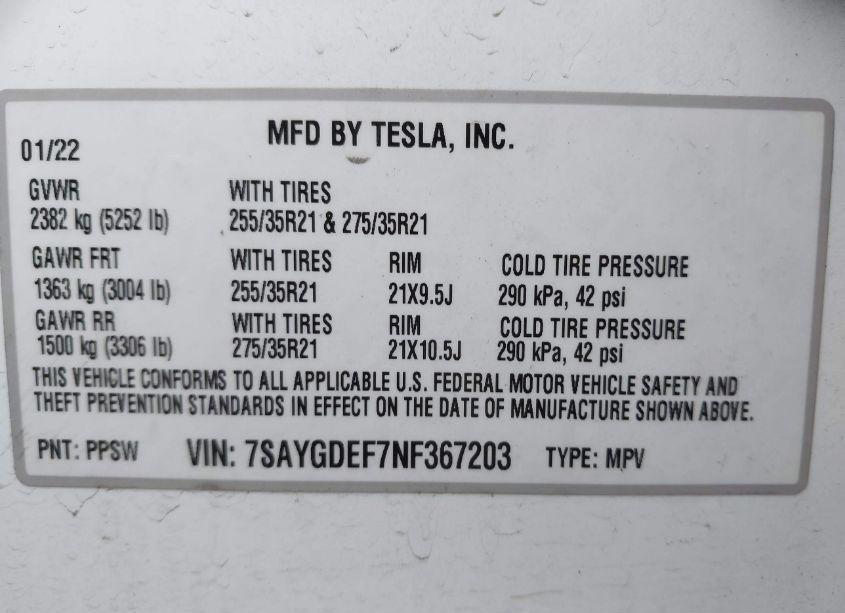 MFD BY TESLA, INC.
01/22
GVWR WITH TIRES
2382 kg (5252 lb) 255/35R21 & 275/35R21
GAWR FRT WITH TIRES RIM COLD TIRE PRESSURE
1363 kg (3004 lb) 255/35R21 21X9.5J 290 kPa, 42 psi
GAWR RR WITH TIRES RIM COLD TIRE PRESSURE
1500 kg (3306 lb) 275/35R21 21X10.5J 290 kPa, 42 psi
THIS VEHICLE CONFORMS TO ALL APPLICABLE U.S. FEDERAL MOTOR VEHICLE SAFETY AND
THEFT PREVENTION STANDARDS IN EFFECT ON THE DATE OF MANUFACTURE SHOWN ABOVE.
PNT: PPSW VIN: 7SAYGDEF7NF367203 TYPE: MPV